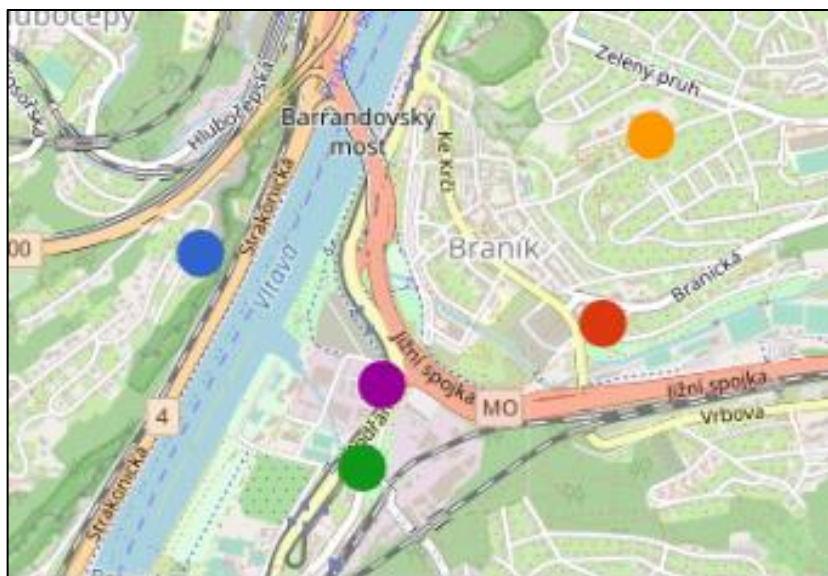 Zelený pruh
Hlubočepská
Barrandovský
most
Ke Krči
Strakonická
Braník
00
Vltava
Branická
Jižní spojka
MO
Jižní spojka
4
Vrbova
Strakonická